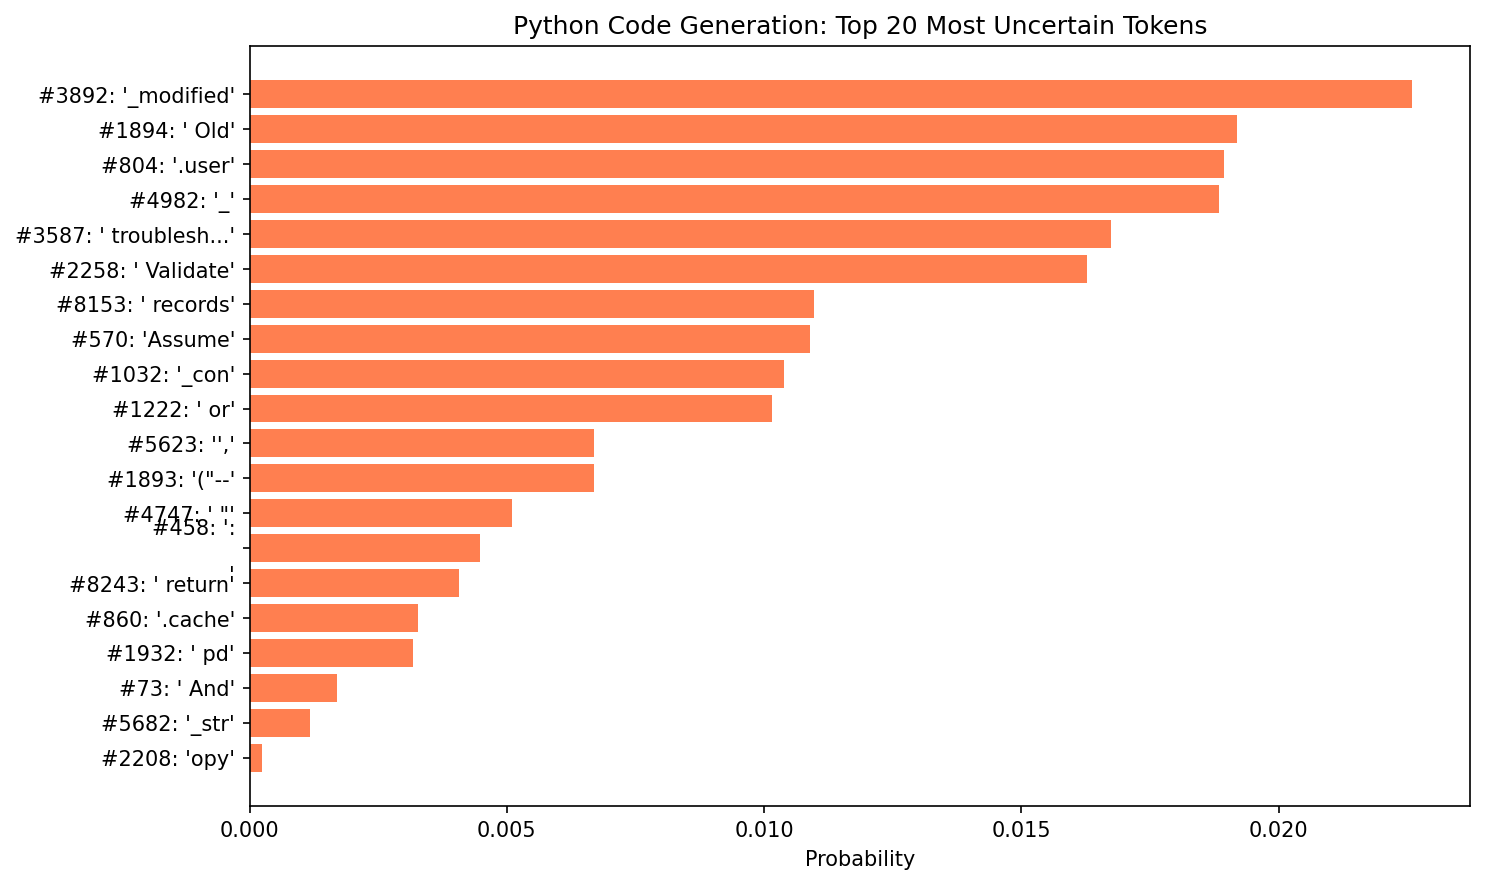 Python Code Generation: Top 20 Most Uncertain Tokens
#3892: '_modified'
#1894: ' Old'
#804: '.user'
#4982: '_'
#3587: ' troublesh...'
#2258: ' Validate'
#8153: ' records'
#570: 'Assume'
#1032: '_con'
#1222: ' or'
#5623: '','
#1893: '("--'
#4747: ' "'
#458: ':
'
#8243: ' return'
#860: '.cache'
#1932: ' pd'
#73: ' And'
#5682: '_str'
#2208: 'opy'
0.000 0.005 0.010 0.015 0.020
Probability